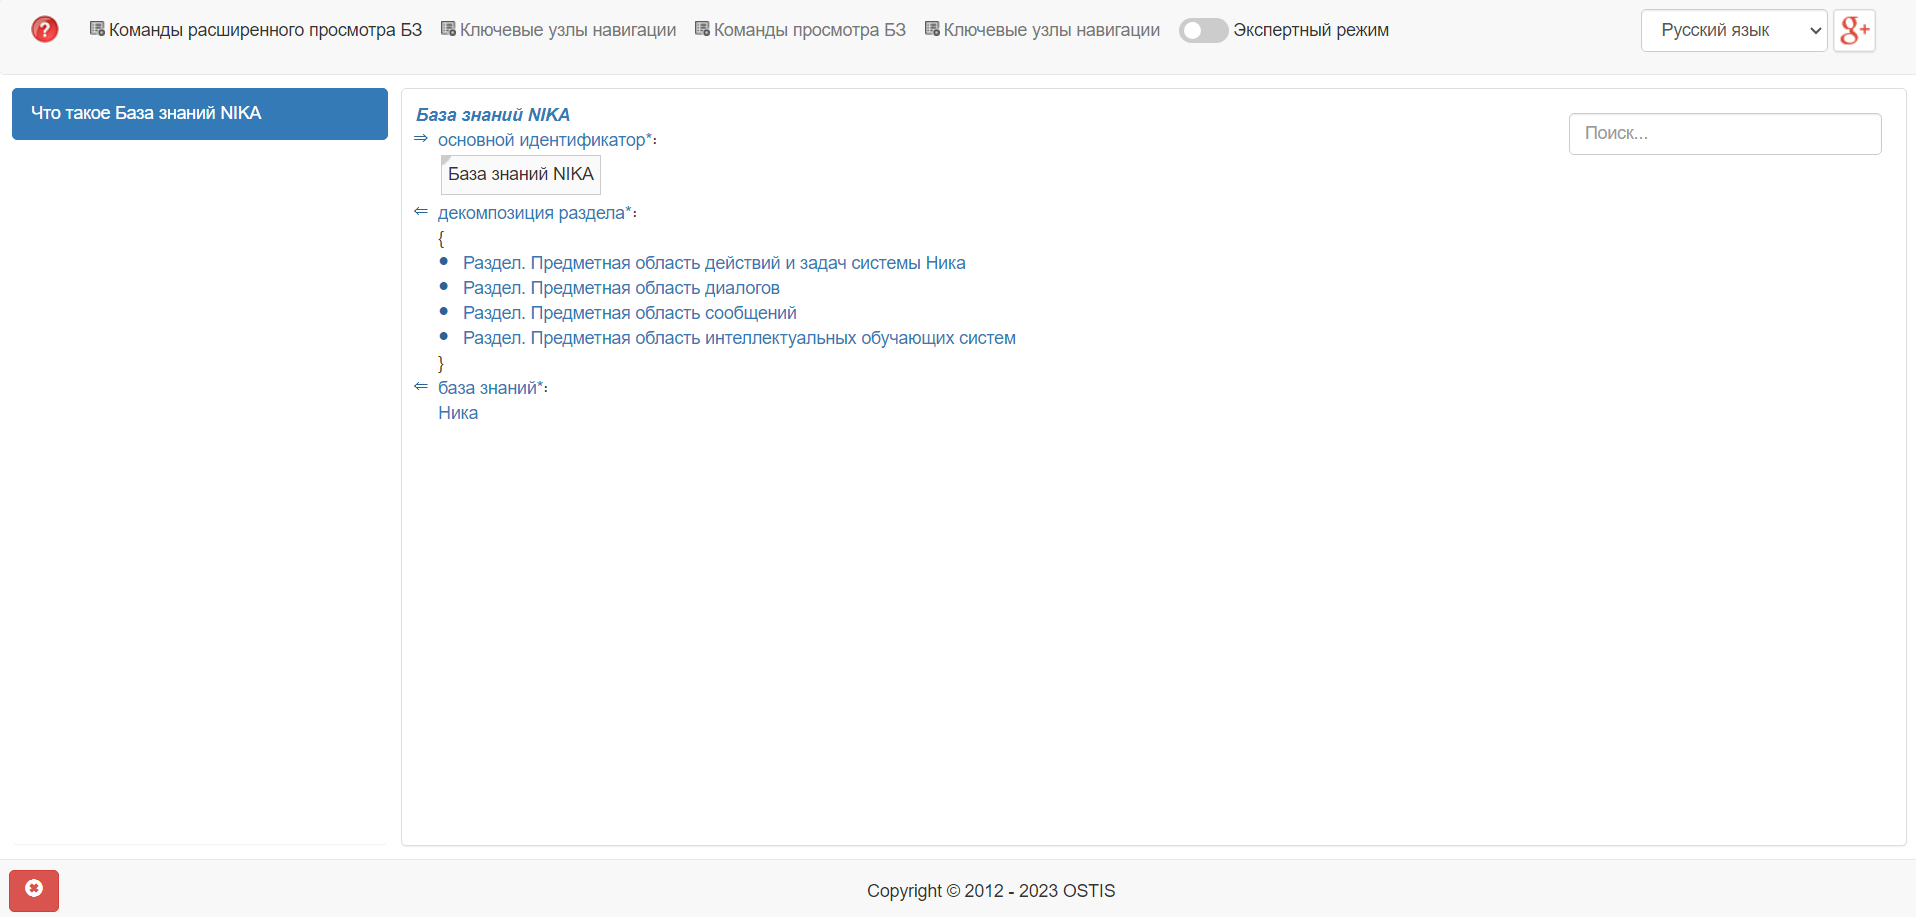 Команды расширенного просмотра БЗ Ключевые узлы навигации Команды просмотра БЗ Ключевые узлы навигации Экспертный режим Русский язык g+
Что такое База знаний NIKA
База знаний NIKA
Поиск...
⇒ основной идентификатор*:
База знаний NIKA
⇐ декомпозиция раздела*:
{
• Раздел. Предметная область действий и задач системы Ника
• Раздел. Предметная область диалогов
• Раздел. Предметная область сообщений
• Раздел. Предметная область интеллектуальных обучающих систем
}
⇐ база знаний*:
Ника
Copyright © 2012 - 2023 OSTIS